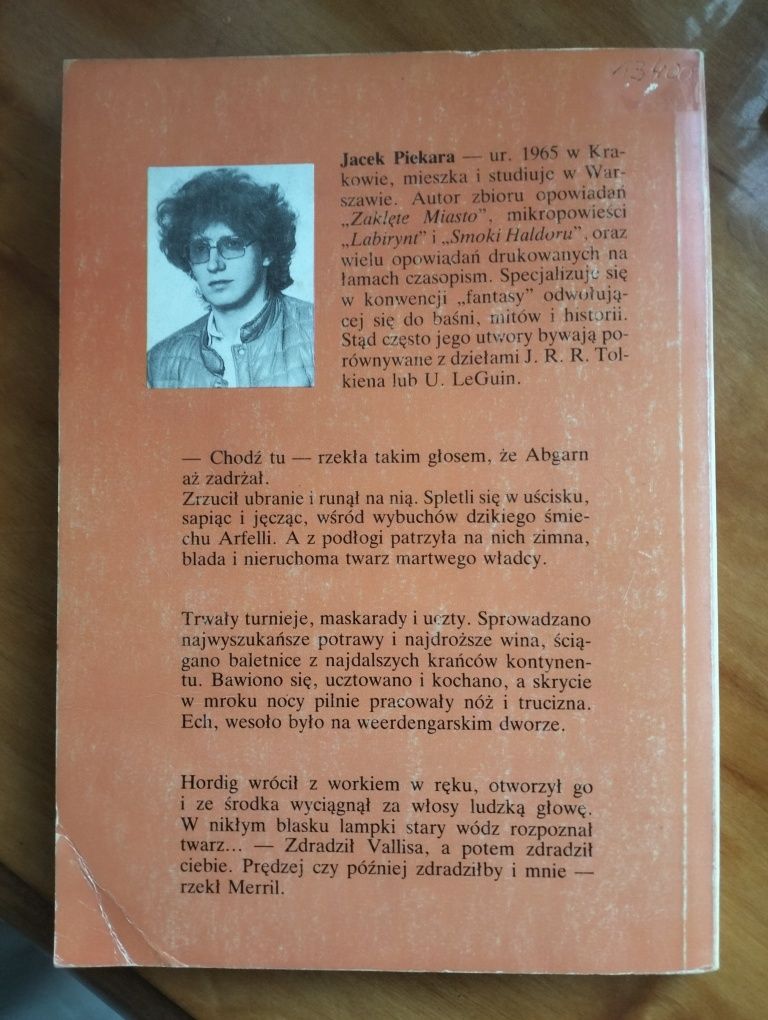 Jacek Piekara — ur. 1965 w Kra-
kowie, mieszka i studiuje w War-
szawie. Autor zbioru opowiadań
„Zaklęte Miasto”, mikropowieści
„Labirynt” i „Smoki Haldoru”, oraz
wielu opowiadań drukowanych na
łamach czasopism. Specjalizuje się
w konwencji „fantasy” odwołują-
cej się do baśni, mitów i historii.
Stąd często jego utwory bywają po-
równywane z dziełami J. R. R. Tol-
kiena lub U. LeGuin.
— Chodź tu — rzekła takim głosem, że Abgarn
aż zadrżał.
Zrzucił ubranie i runął na nią. Spletli się w uścisku,
sapiąc i jęcząc, wśród wybuchów dzikiego śmie-
chu Arfelli. A z podłogi patrzyła na nich zimna,
blada i nieruchoma twarz martwego władcy.
Trwały turnieje, maskarady i uczty. Sprowadzano
najwyszukańsze potrawy i najdroższe wina, ścią-
gano baletnice z najdalszych krańców kontynen-
tu. Bawiono się, ucztowano i kochano, a skrycie
w mroku nocy pilnie pracowały nóż i trucizna.
Ech, wesoło było na weerdengarskim dworze.
Hordig wrócił z workiem w ręku, otworzył go
i ze środka wyciągnął za włosy ludzką głowę.
W nikłym blasku lampki stary wódz rozpoznał
twarz... — Zdradził Vallisa, a potem zdradził
ciebie. Prędzej czy później zdradziłby i mnie —
rzekł Merril.